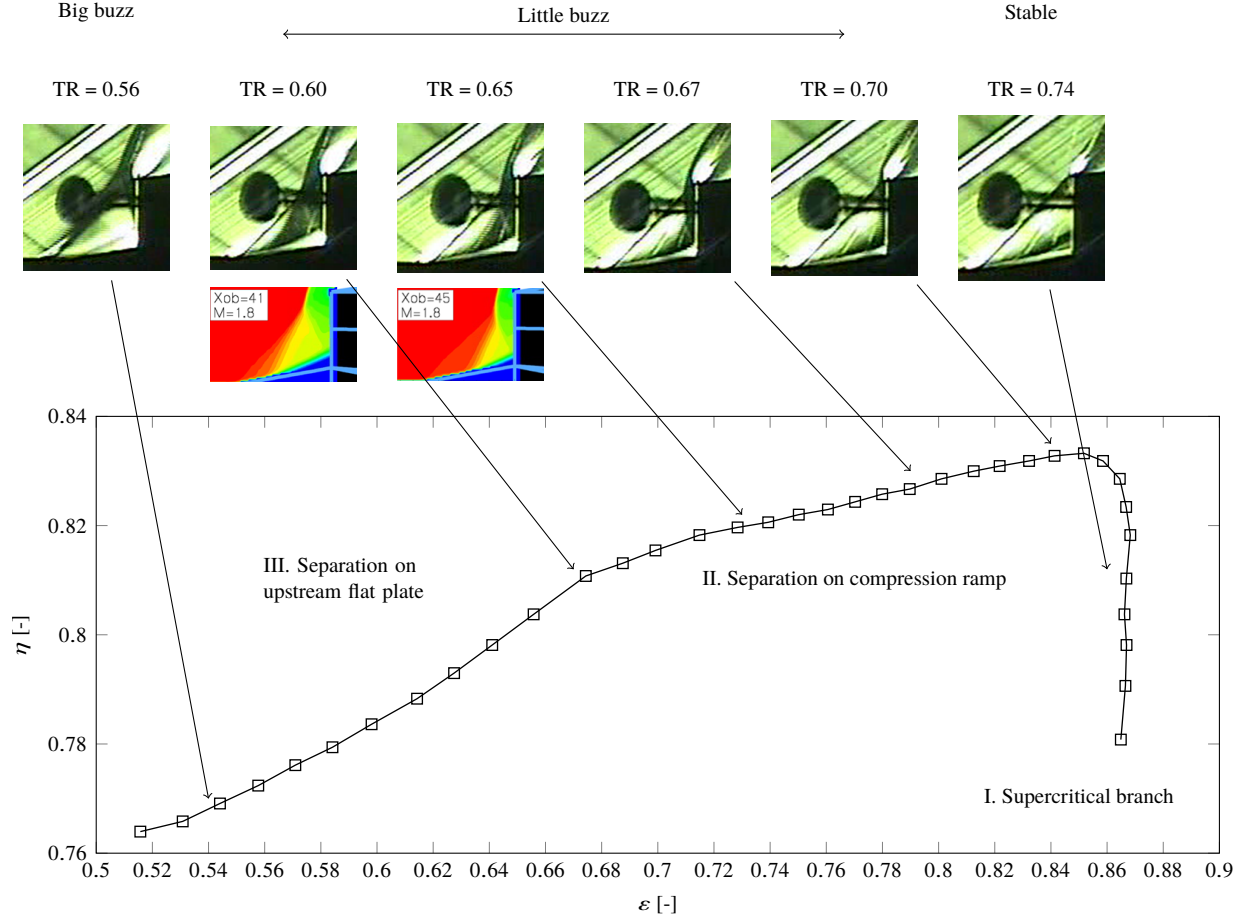 Big buzz
Little buzz
Stable
TR = 0.56
TR = 0.60
TR = 0.65
TR = 0.67
TR = 0.70
TR = 0.74
Xob=41
M=1.8
Xob=45
M=1.8
0.84
0.82
0.8
0.78
0.76
η [-]
III. Separation on
upstream flat plate
II. Separation on compression ramp
I. Supercritical branch
0.5 0.52 0.54 0.56 0.58 0.6 0.62 0.64 0.66 0.68 0.7 0.72 0.74 0.76 0.78 0.8 0.82 0.84 0.86 0.88 0.9
ε [-]